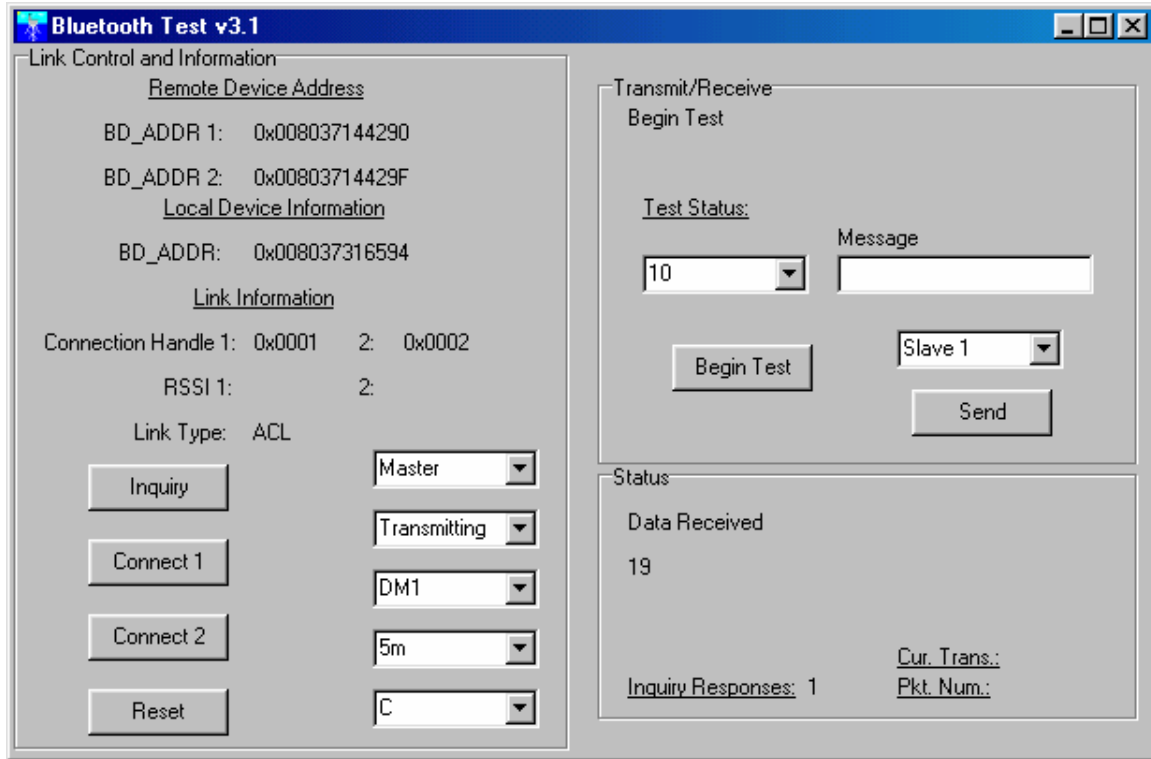 Bluetooth Test v3.1
Link Control and Information
Remote Device Address
BD_ADDR 1: 0x008037144290
BD_ADDR 2: 0x00803714429F
Local Device Information
BD_ADDR: 0x008037316594
Link Information
Connection Handle 1: 0x0001 2: 0x0002
RSSI 1: 2:
Link Type: ACL
Inquiry
Connect 1
Connect 2
Reset
Master
Transmitting
DM1
5m
C
Transmit/Receive
Begin Test
Test Status:
10
Message
Begin Test
Slave 1
Send
Status
Data Received
19
Inquiry Responses: 1
Cur. Trans.:
Pkt. Num.: